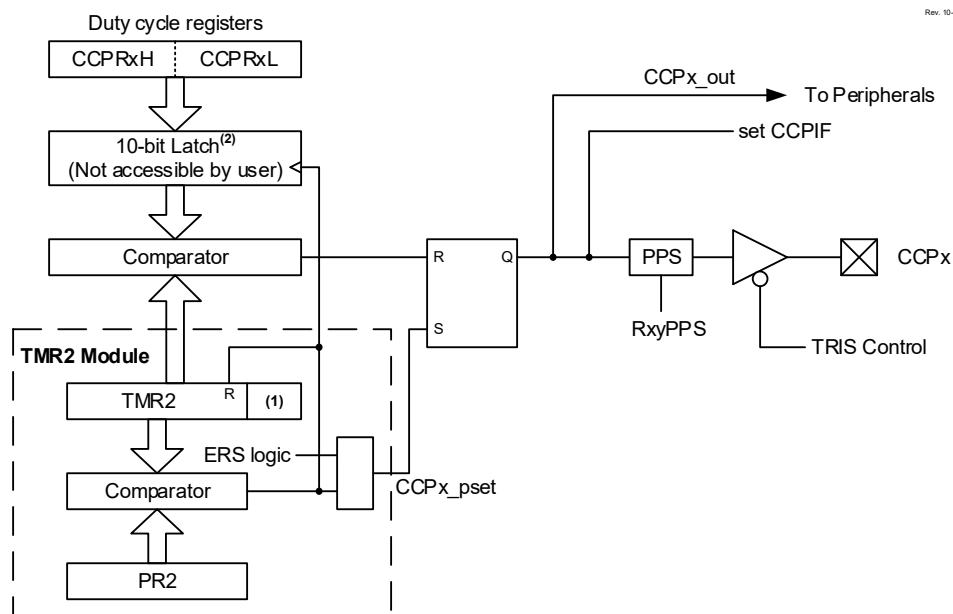 Rev. 10-
Duty cycle registers
CCPRxH CCPRxL
CCPx_out
To Peripherals
set CCPIF
10-bit Latch(2)
(Not accessible by user)
Comparator
R Q
PPS
CCPx
RxyPPS
S
TRIS Control
TMR2 Module
TMR2 R (1)
ERS logic
Comparator
CCPx_pset
PR2